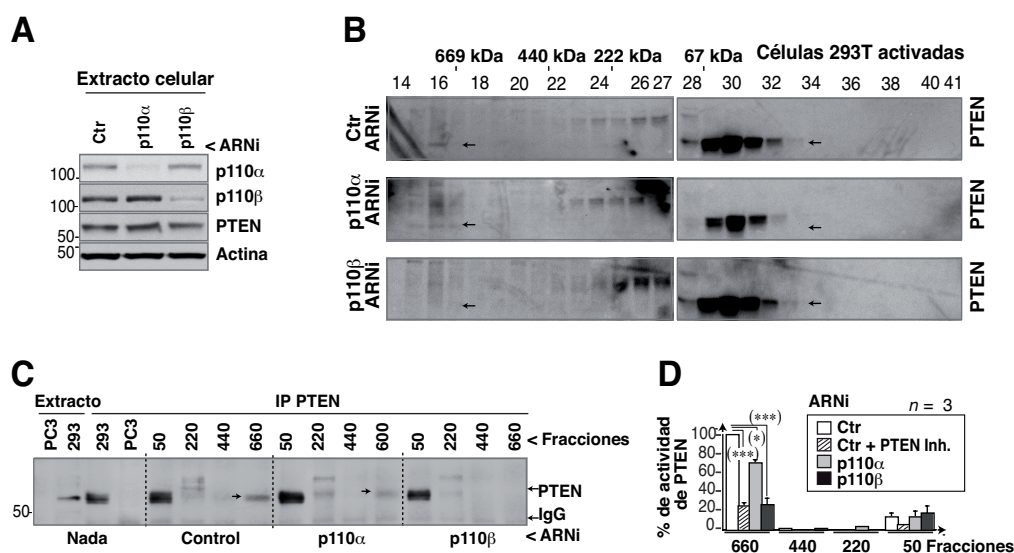 A
Extracto celular
Ctr p110α p110β
< ARNi
100 p110α
100 p110β
50 PTEN
50 Actina
B
669 kDa 440 kDa 222 kDa 67 kDa Células 293T activadas
14 16 18 20 22 24 26 27 28 30 32 34 36 38 40 41
Ctr ARNi PTEN
p110α ARNi PTEN
p110β ARNi PTEN
C
Extracto IP PTEN
PC3 293 293 PC3 50 220 440 660 50 220 440 600 50 220 440 660 < Fracciones
PTEN
50
IgG
Nada Control p110α p110β < ARNi
D
ARNi n = 3
Ctr
Ctr + PTEN Inh.
p110α
p110β
% de actividad de PTEN
100
80
60
40
20
0
(***)
(*)
(***)
660 440 220 50 Fracciones